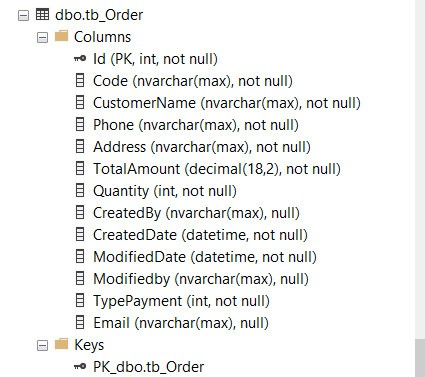 dbo.tb_Order
Columns
Id (PK, int, not null)
Code (nvarchar(max), not null)
CustomerName (nvarchar(max), not null)
Phone (nvarchar(max), not null)
Address (nvarchar(max), not null)
TotalAmount (decimal(18,2), not null)
Quantity (int, not null)
CreatedBy (nvarchar(max), null)
CreatedDate (datetime, not null)
ModifiedDate (datetime, not null)
Modifiedby (nvarchar(max), null)
TypePayment (int, not null)
Email (nvarchar(max), null)
Keys
PK_dbo.tb_Order